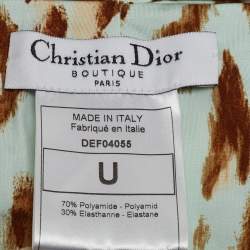 Christian Dior
BOUTIQUE
PARIS
MADE IN ITALY
Fabriqué en Italie
DEF04055
U
70% Polyamide - Polyamid
30% Elasthanne - Elastane